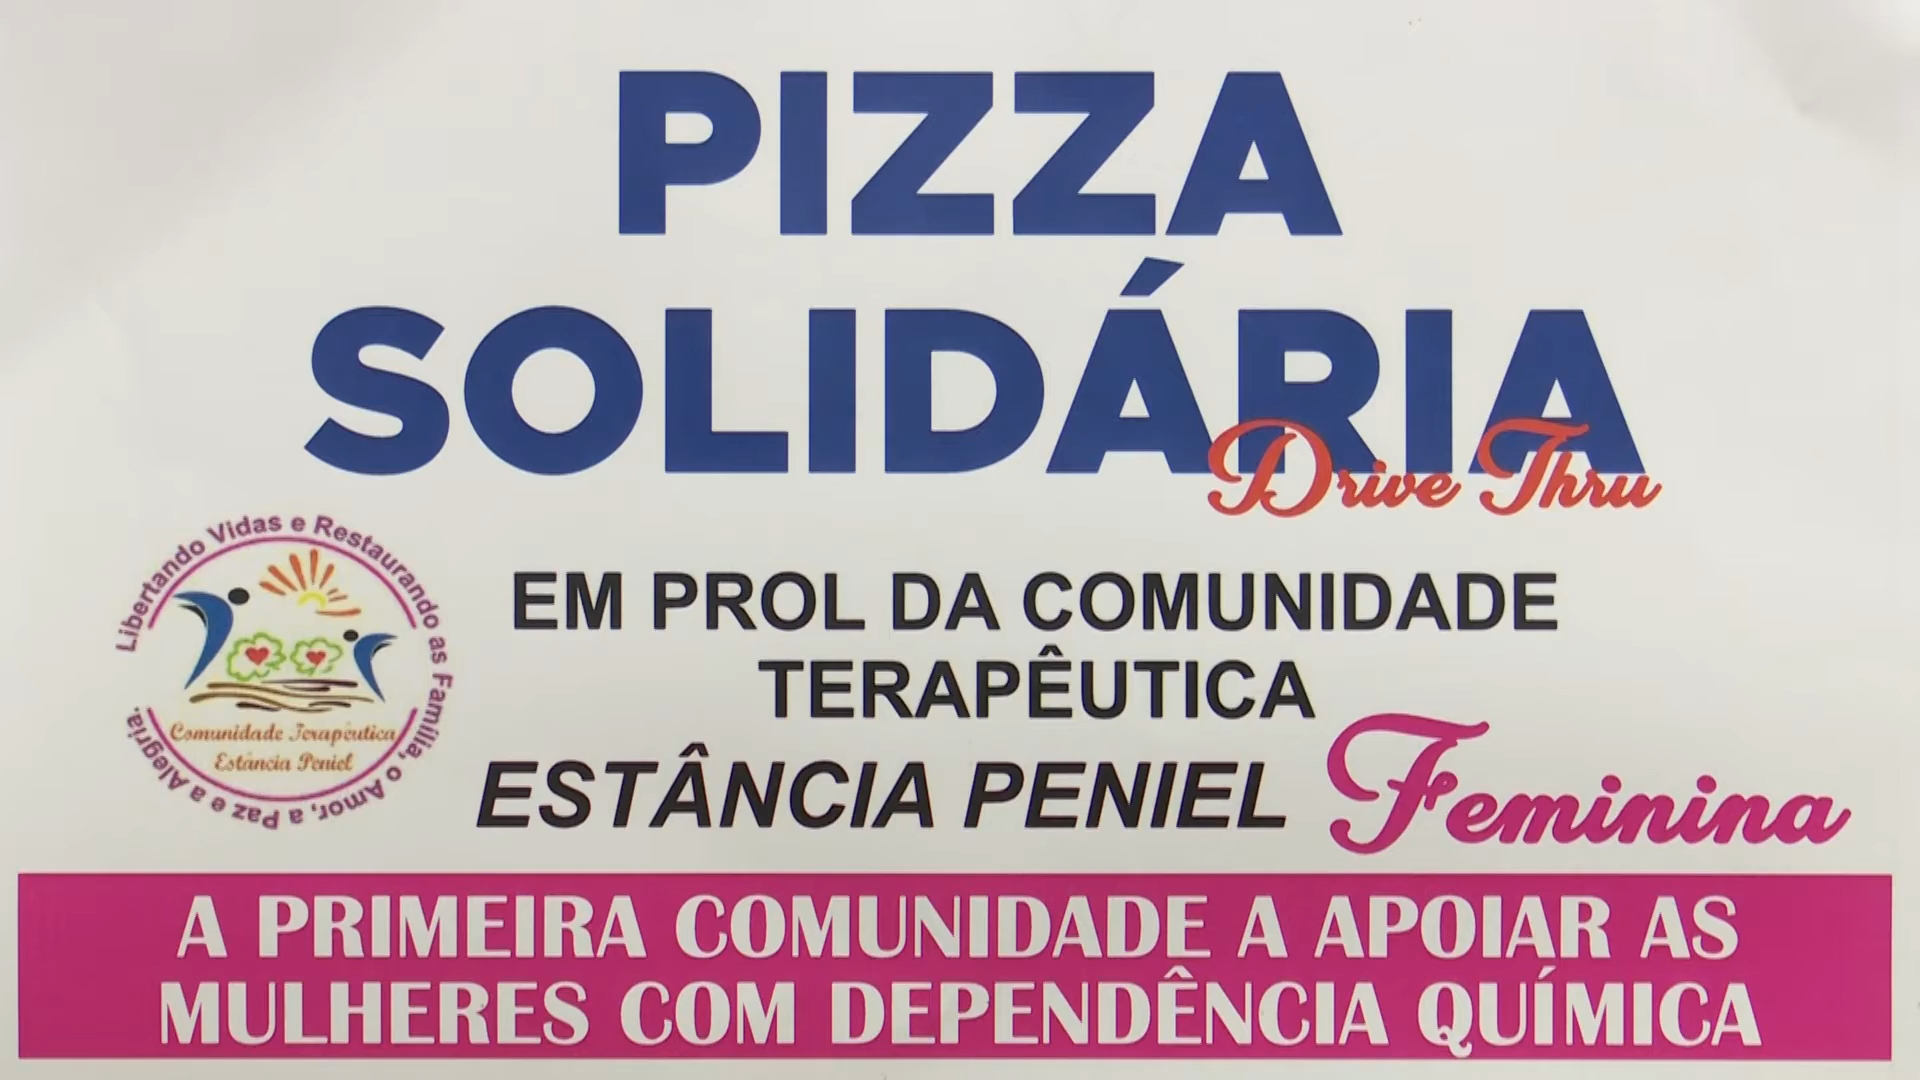 PIZZA
SOLIDÁRIA
Drive Thru
Libertando Vidas e Restaurando as Família, o Amor, a Paz e a Alegria.
Comunidade Terapêutica
Estância Peniel
EM PROL DA COMUNIDADE
TERAPÊUTICA
ESTÂNCIA PENIEL Feminina
A PRIMEIRA COMUNIDADE A APOIAR AS
MULHERES COM DEPENDÊNCIA QUÍMICA